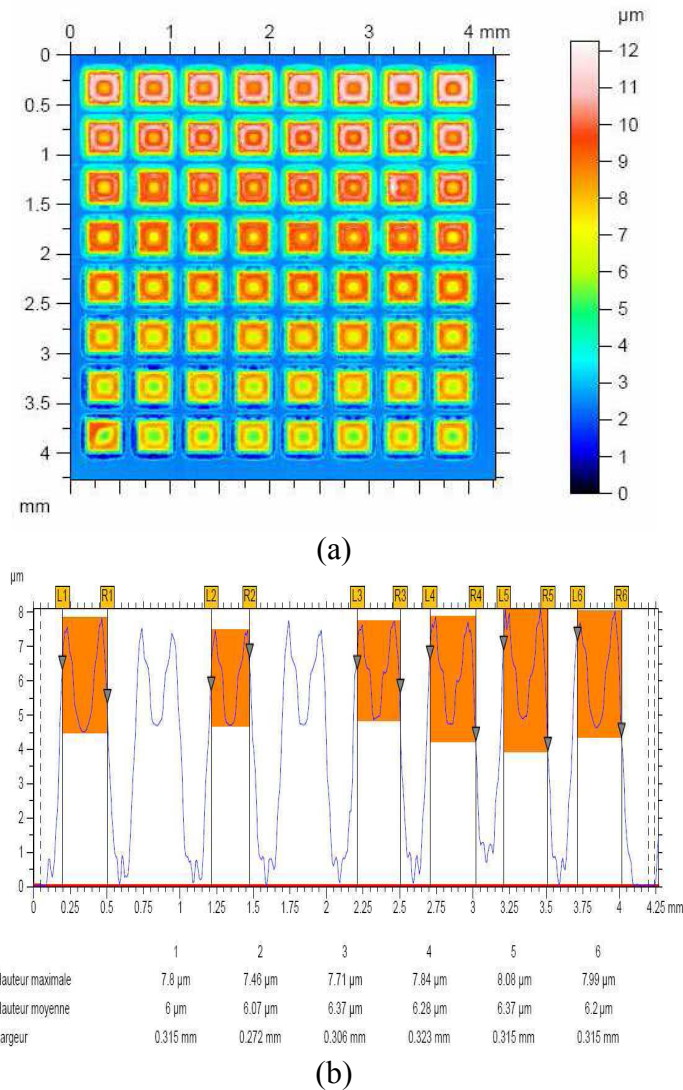 0 1 2 3 4 mm
µm
0
0.5
1
1.5
2
2.5
3
3.5
4
mm
12
11
10
9
8
7
6
5
4
3
2
1
0
(a)
µm
L1 R1 L2 R2 L3 R3 L4 R4 L5 R5 L6 R6
8
7
6
5
4
3
2
1
0
0 0.25 0.5 0.75 1 1.25 1.5 1.75 2 2.25 2.5 2.75 3 3.25 3.5 3.75 4 4.25 mm
1 2 3 4 5 6
auteur maximale 7.8 µm 7.46 µm 7.71 µm 7.84 µm 8.08 µm 7.99 µm
auteur moyenne 6 µm 6.07 µm 6.37 µm 6.28 µm 6.37 µm 6.2 µm
argeur 0.315 mm 0.272 mm 0.306 mm 0.323 mm 0.315 mm 0.315 mm
(b)